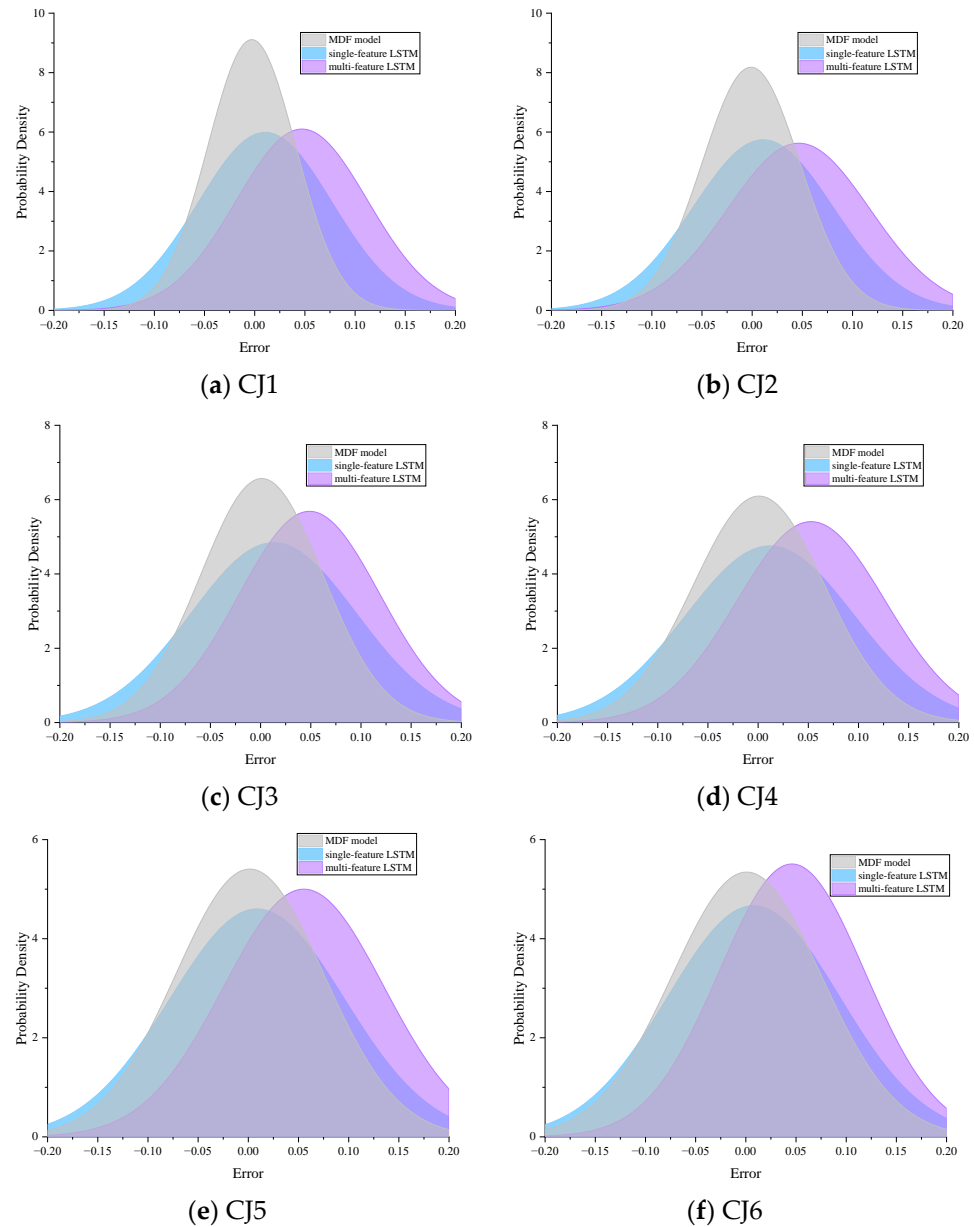 10
8
6
4
2
0
Probability Density
MDF model
single-feature LSTM
multi-feature LSTM
−0.20 −0.15 −0.10 −0.05 0.00 0.05 0.10 0.15 0.20
Error
(a) CJ1
10
8
6
4
2
0
Probability Density
MDF model
single-feature LSTM
multi-feature LSTM
−0.20 −0.15 −0.10 −0.05 0.00 0.05 0.10 0.15 0.20
Error
(b) CJ2
8
6
4
2
0
Probability Density
MDF model
single-feature LSTM
multi-feature LSTM
−0.20 −0.15 −0.10 −0.05 0.00 0.05 0.10 0.15 0.20
Error
(c) CJ3
8
6
4
2
0
Probability Density
MDF model
single-feature LSTM
multi-feature LSTM
−0.20 −0.15 −0.10 −0.05 0.00 0.05 0.10 0.15 0.20
Error
(d) CJ4
6
4
2
0
Probability Density
MDF model
single-feature LSTM
multi-feature LSTM
−0.20 −0.15 −0.10 −0.05 0.00 0.05 0.10 0.15 0.20
Error
(e) CJ5
6
4
2
0
Probability Density
MDF model
single-feature LSTM
multi-feature LSTM
−0.20 −0.15 −0.10 −0.05 0.00 0.05 0.10 0.15 0.20
Error
(f) CJ6